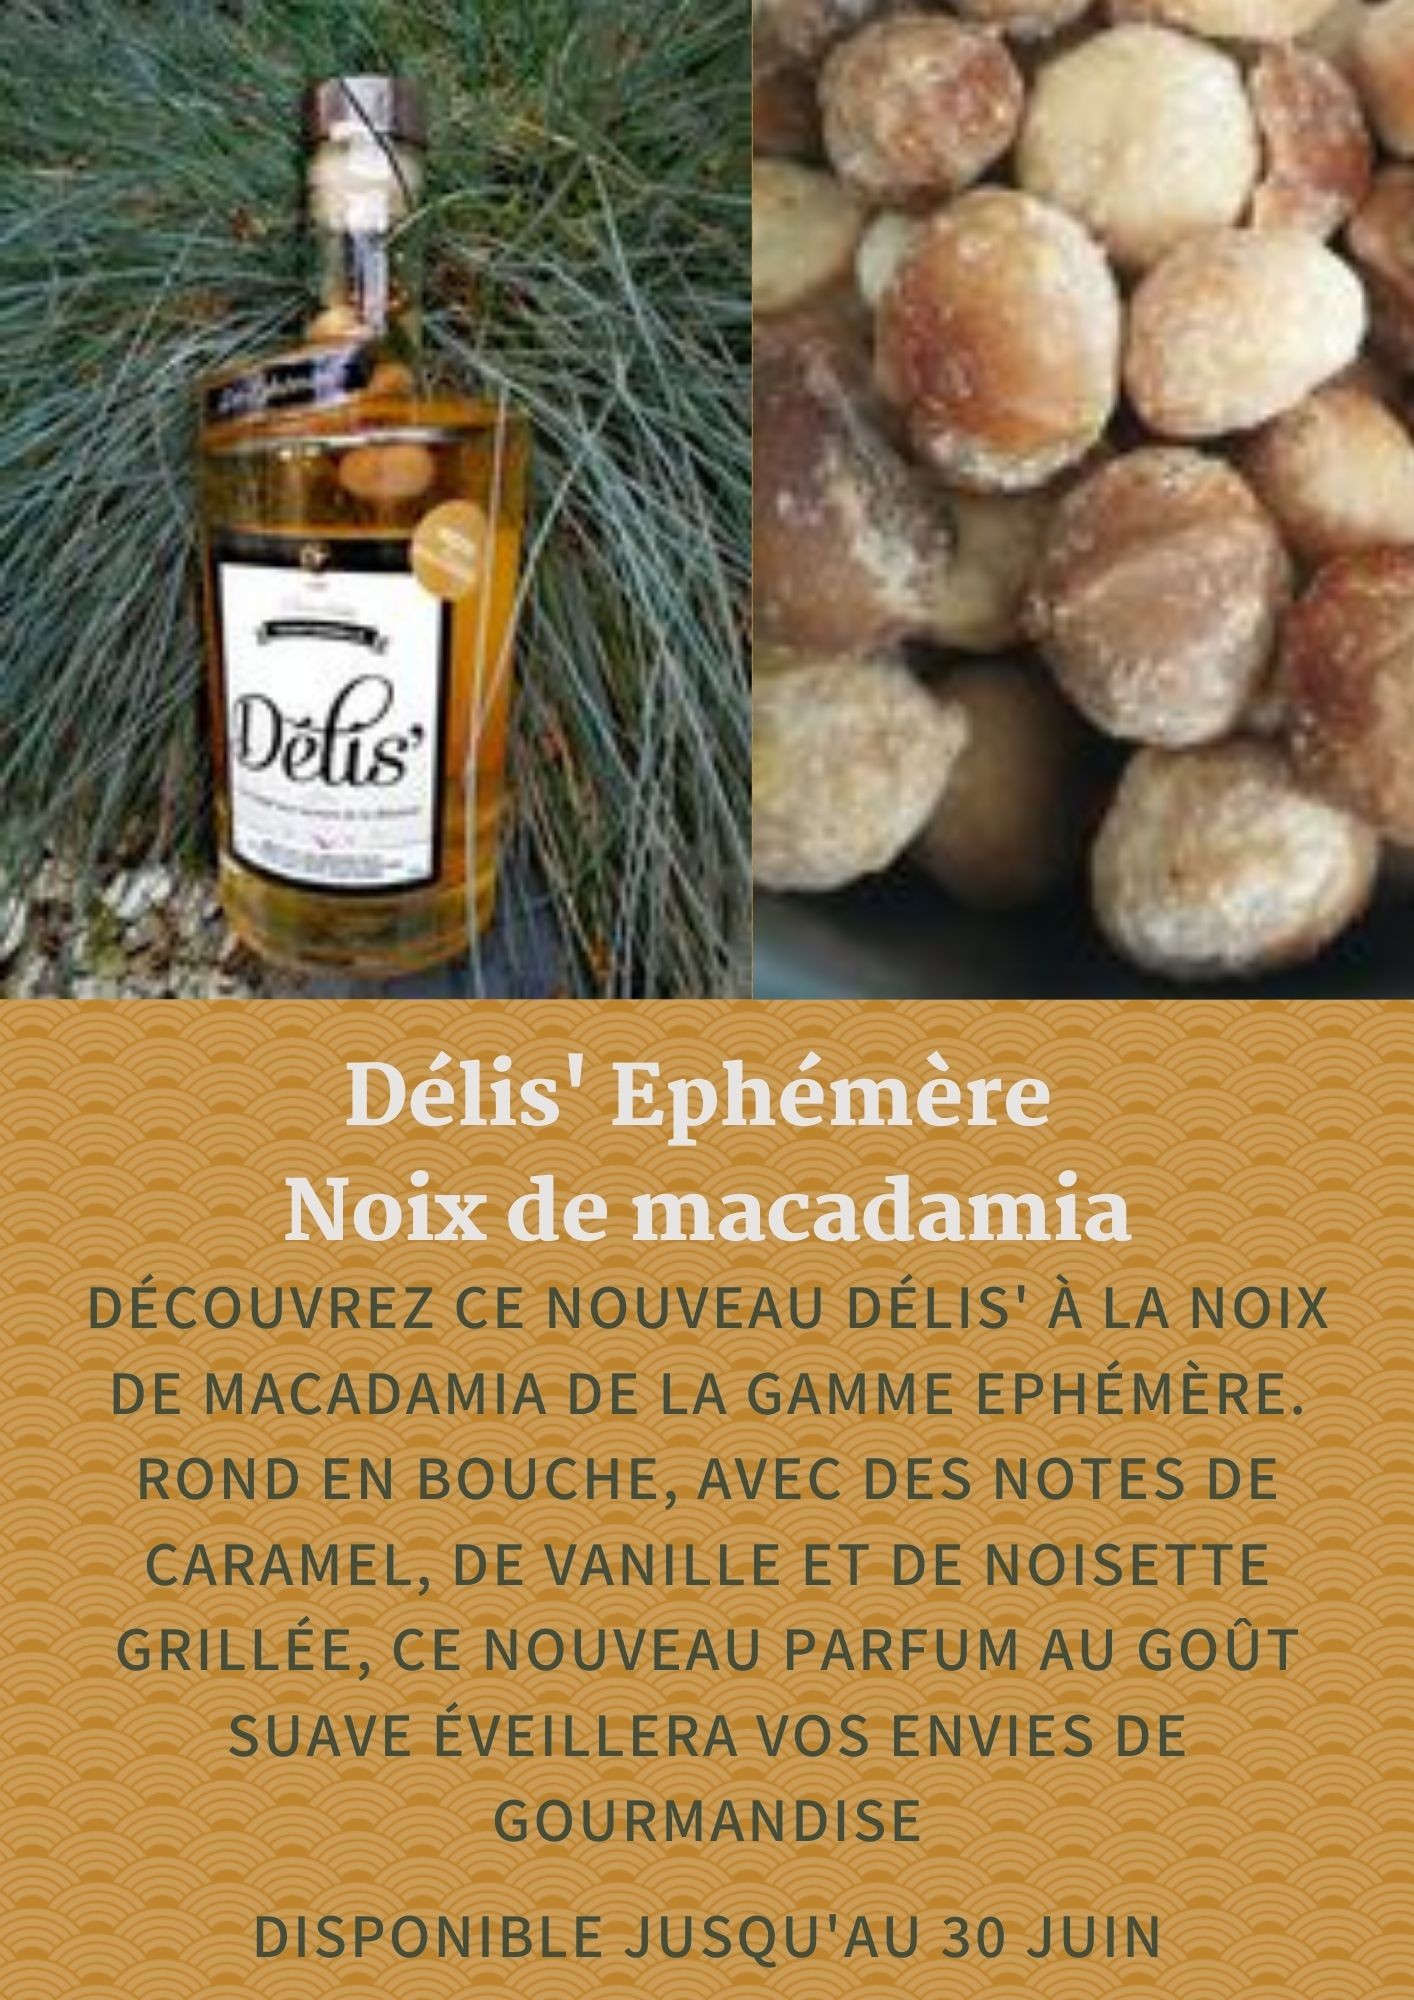 Délis'
Délis' Ephémère
Noix de macadamia
DÉCOUVREZ CE NOUVEAU DÉLIS' À LA NOIX
DE MACADAMIA DE LA GAMME EPHÉMÈRE.
ROND EN BOUCHE, AVEC DES NOTES DE
CARAMEL, DE VANILLE ET DE NOISETTE
GRILLÉE, CE NOUVEAU PARFUM AU GOÛT
SUAVE ÉVEILLERA VOS ENVIES DE
GOURMANDISE
DISPONIBLE JUSQU'AU 30 JUIN